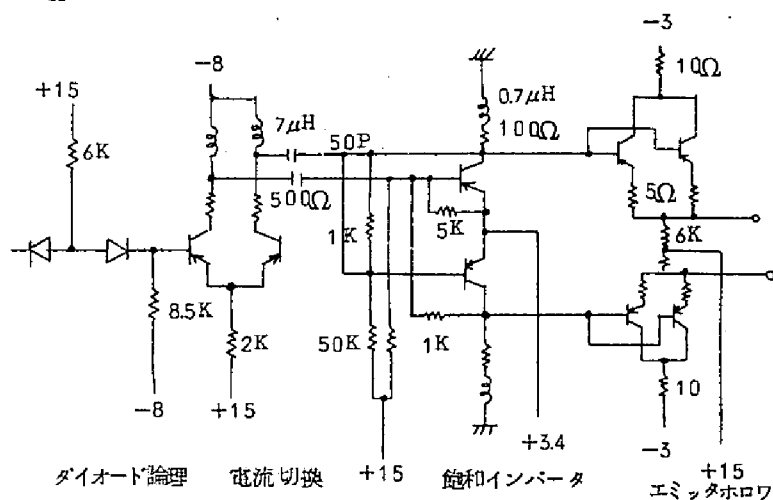 -8
-3
+15
10Ω
7μH
0.7μH
50P
100Ω
6K
500Ω
5Ω
1K
5K
6K
8.5K
2K
50K
1K
10
-8
+15
+3.4
-3
+15
+15
ダイオード論理
電流切換
飽和インバータ
エミッタホロワ